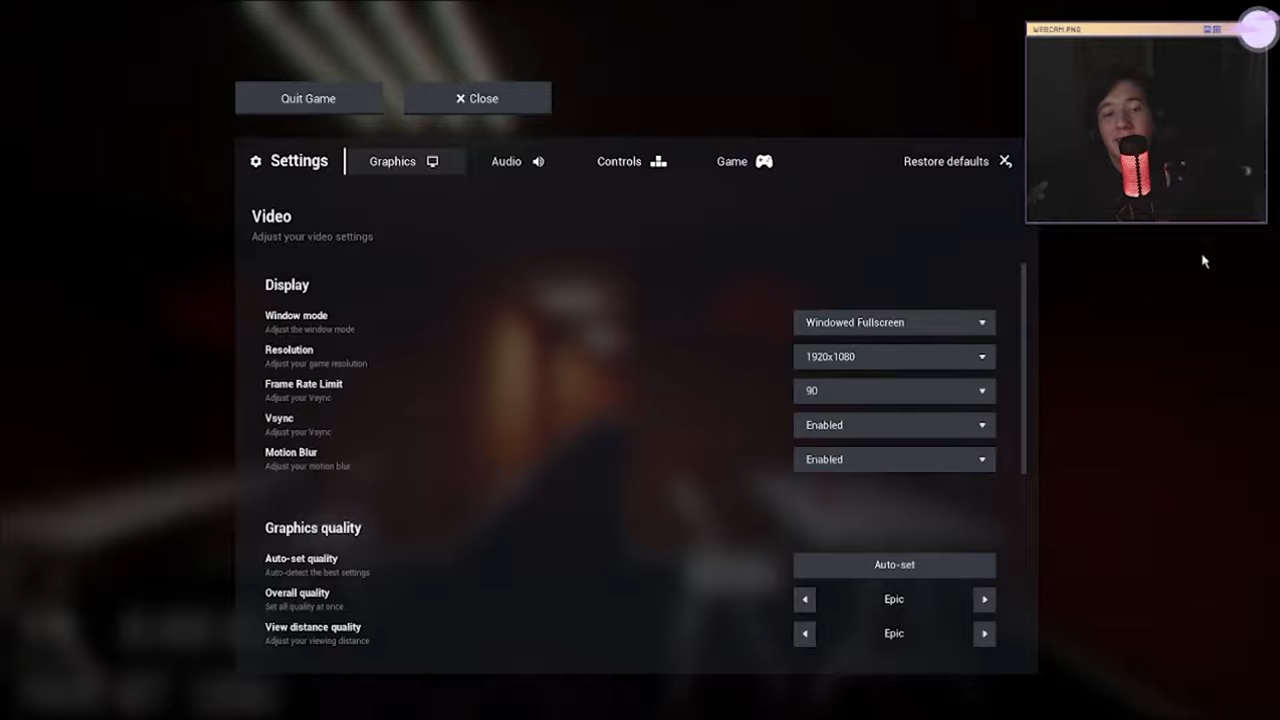 WEBCAM.PNG
Quit Game
Close
Settings
Graphics
Audio
Controls
Game
Restore defaults
Video
Adjust your video settings
Display
Window mode
Adjust the window mode
Windowed Fullscreen
Resolution
Adjust your game resolution
1920x1080
Frame Rate Limit
Adjust your Vsync
90
Vsync
Adjust your Vsync
Enabled
Motion Blur
Adjust your motion blur
Enabled
Graphics quality
Auto-set quality
Auto-detect the best settings
Auto-set
Overall quality
Set all quality at once
Epic
View distance quality
Adjust your viewing distance
Epic